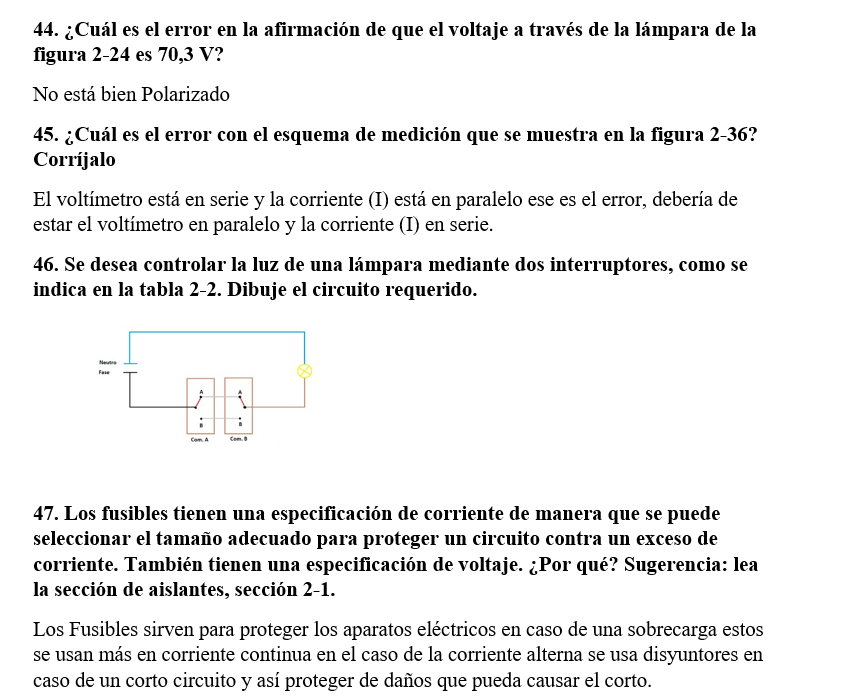 44. ¿Cuál es el error en la afirmación de que el voltaje a través de la lámpara de la
figura 2-24 es 70,3 V?
No está bien Polarizado
45. ¿Cuál es el error con el esquema de medición que se muestra en la figura 2-36?
Corríjalo
El voltímetro está en serie y la corriente (I) está en paralelo ese es el error, debería de
estar el voltímetro en paralelo y la corriente (I) en serie.
46. Se desea controlar la luz de una lámpara mediante dos interruptores, como se
indica en la tabla 2-2. Dibuje el circuito requerido.
Neutro
Fase
A
A
B
B
Com. A
Com. B
47. Los fusibles tienen una especificación de corriente de manera que se puede
seleccionar el tamaño adecuado para proteger un circuito contra un exceso de
corriente. También tienen una especificación de voltaje. ¿Por qué? Sugerencia: lea
la sección de aislantes, sección 2-1.
Los Fusibles sirven para proteger los aparatos eléctricos en caso de una sobrecarga estos
se usan más en corriente continua en el caso de la corriente alterna se usa disyuntores en
caso de un corto circuito y así proteger de daños que pueda causar el corto.